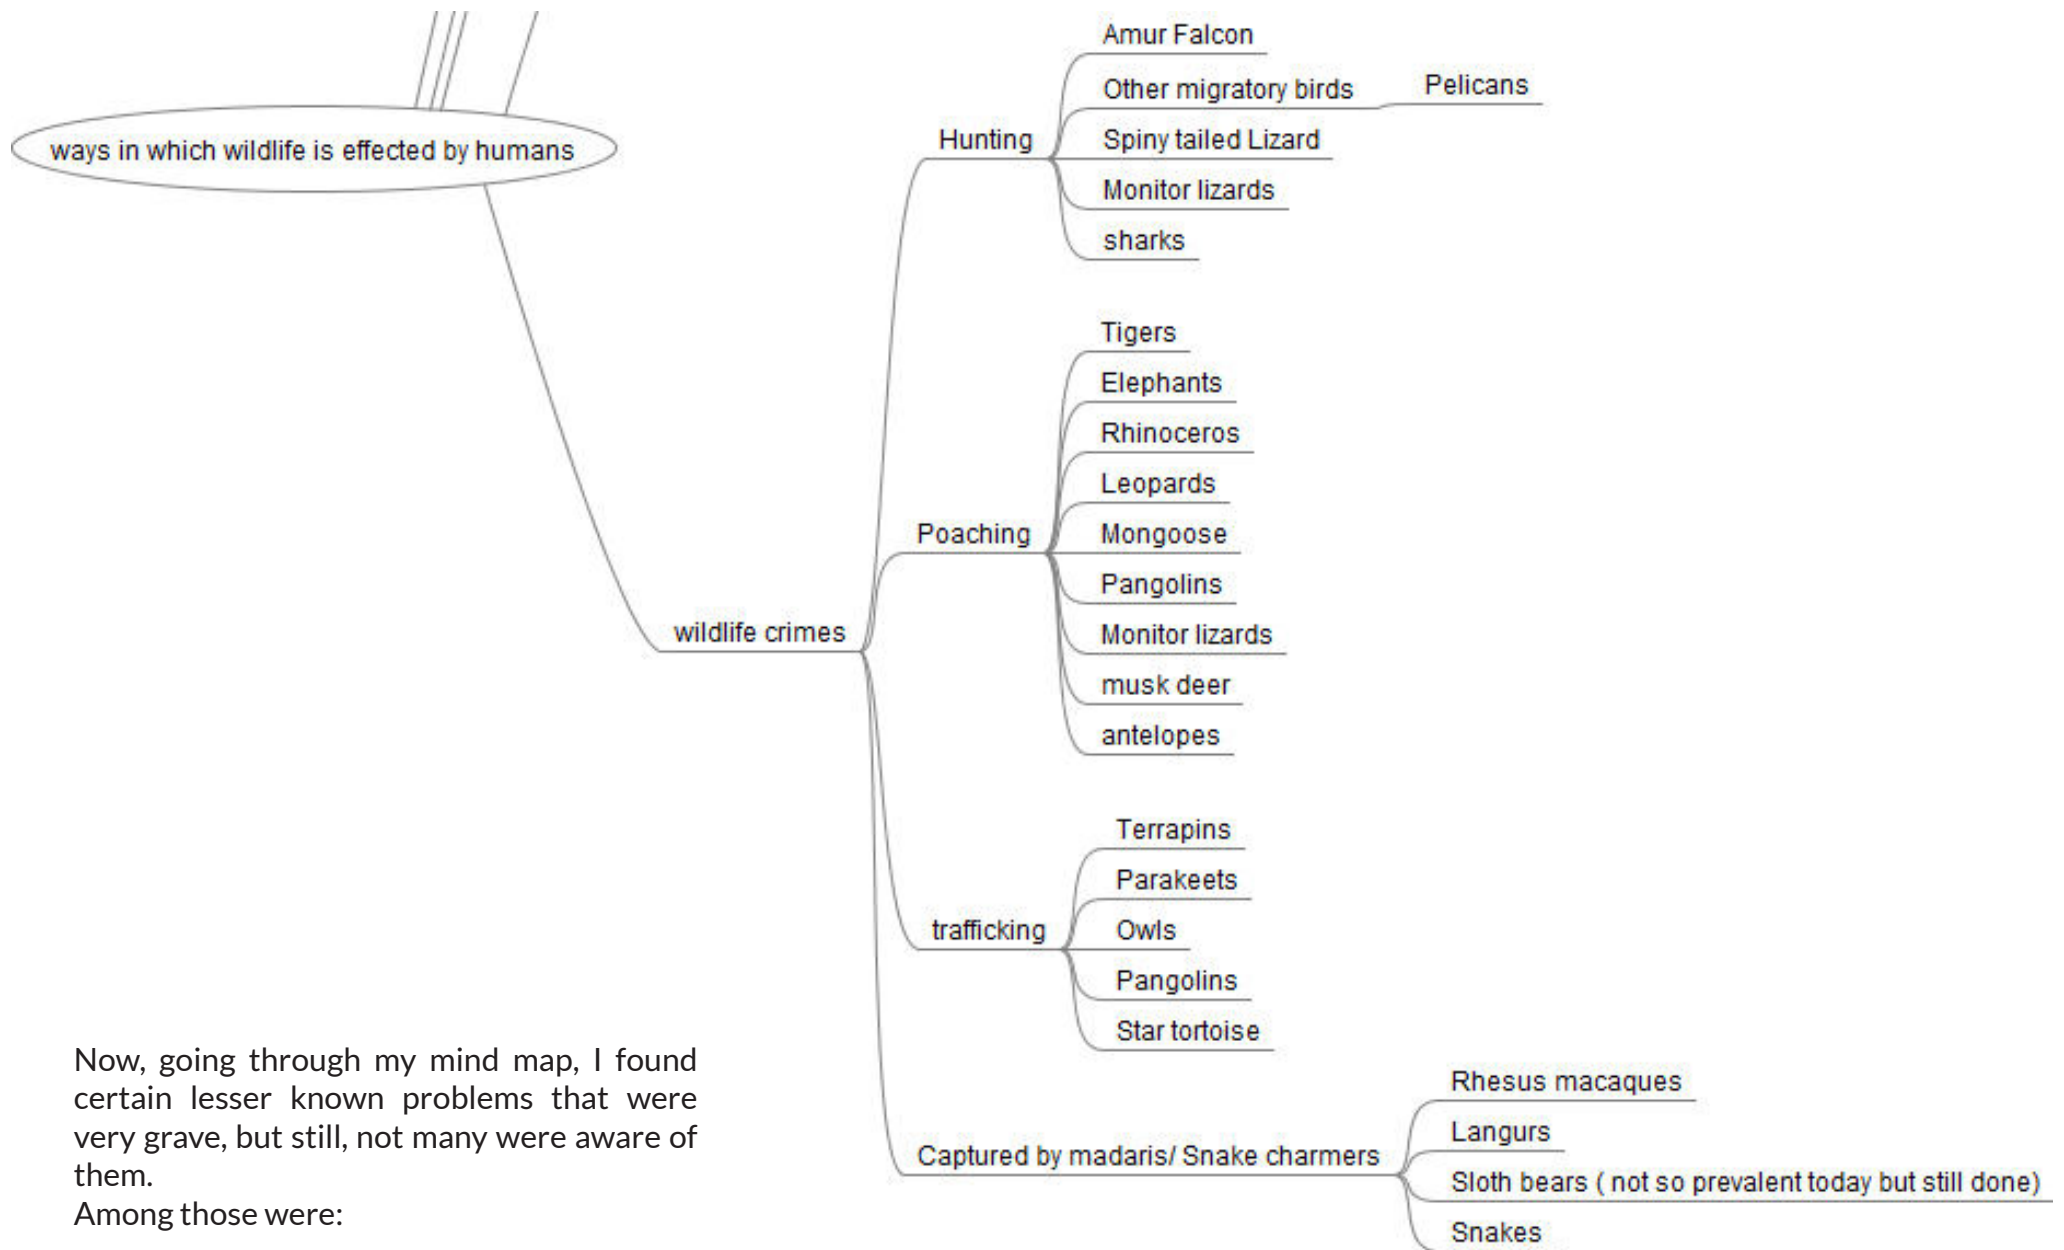 ways in which wildlife is effected by humans
wildlife crimes
Hunting
Amur Falcon
Other migratory birds
Pelicans
Spiny tailed Lizard
Monitor lizards
sharks
Poaching
Tigers
Elephants
Rhinoceros
Leopards
Mongoose
Pangolins
Monitor lizards
musk deer
antelopes
trafficking
Terrapins
Parakeets
Owls
Pangolins
Star tortoise
Captured by madaris/ Snake charmers
Rhesus macaques
Langurs
Sloth bears ( not so prevalent today but still done)
Snakes
Now, going through my mind map, I found
certain lesser known problems that were
very grave, but still, not many were aware of
them.
Among those were: